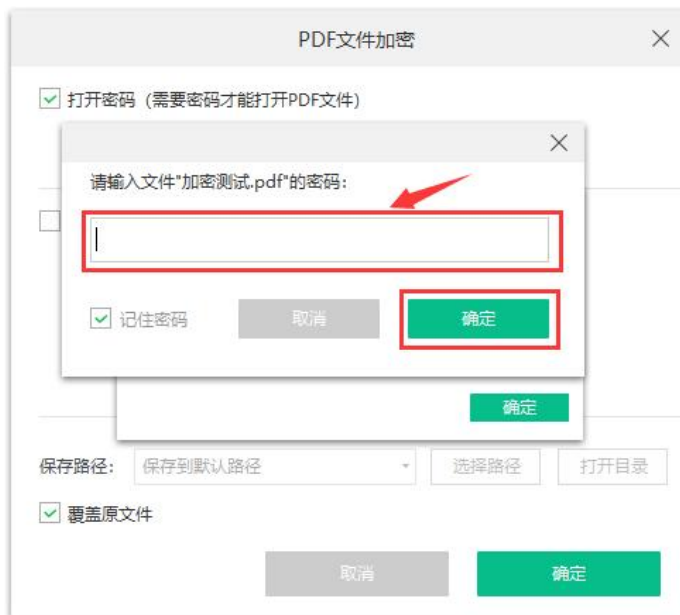 PDF文件加密
打开密码 (需要密码才能打开PDF文件)
请输入文件"加密测试.pdf"的密码:
记住密码
取消
确定
确定
保存路径:
保存到默认路径
选择路径
打开目录
覆盖原文件
取消
确定